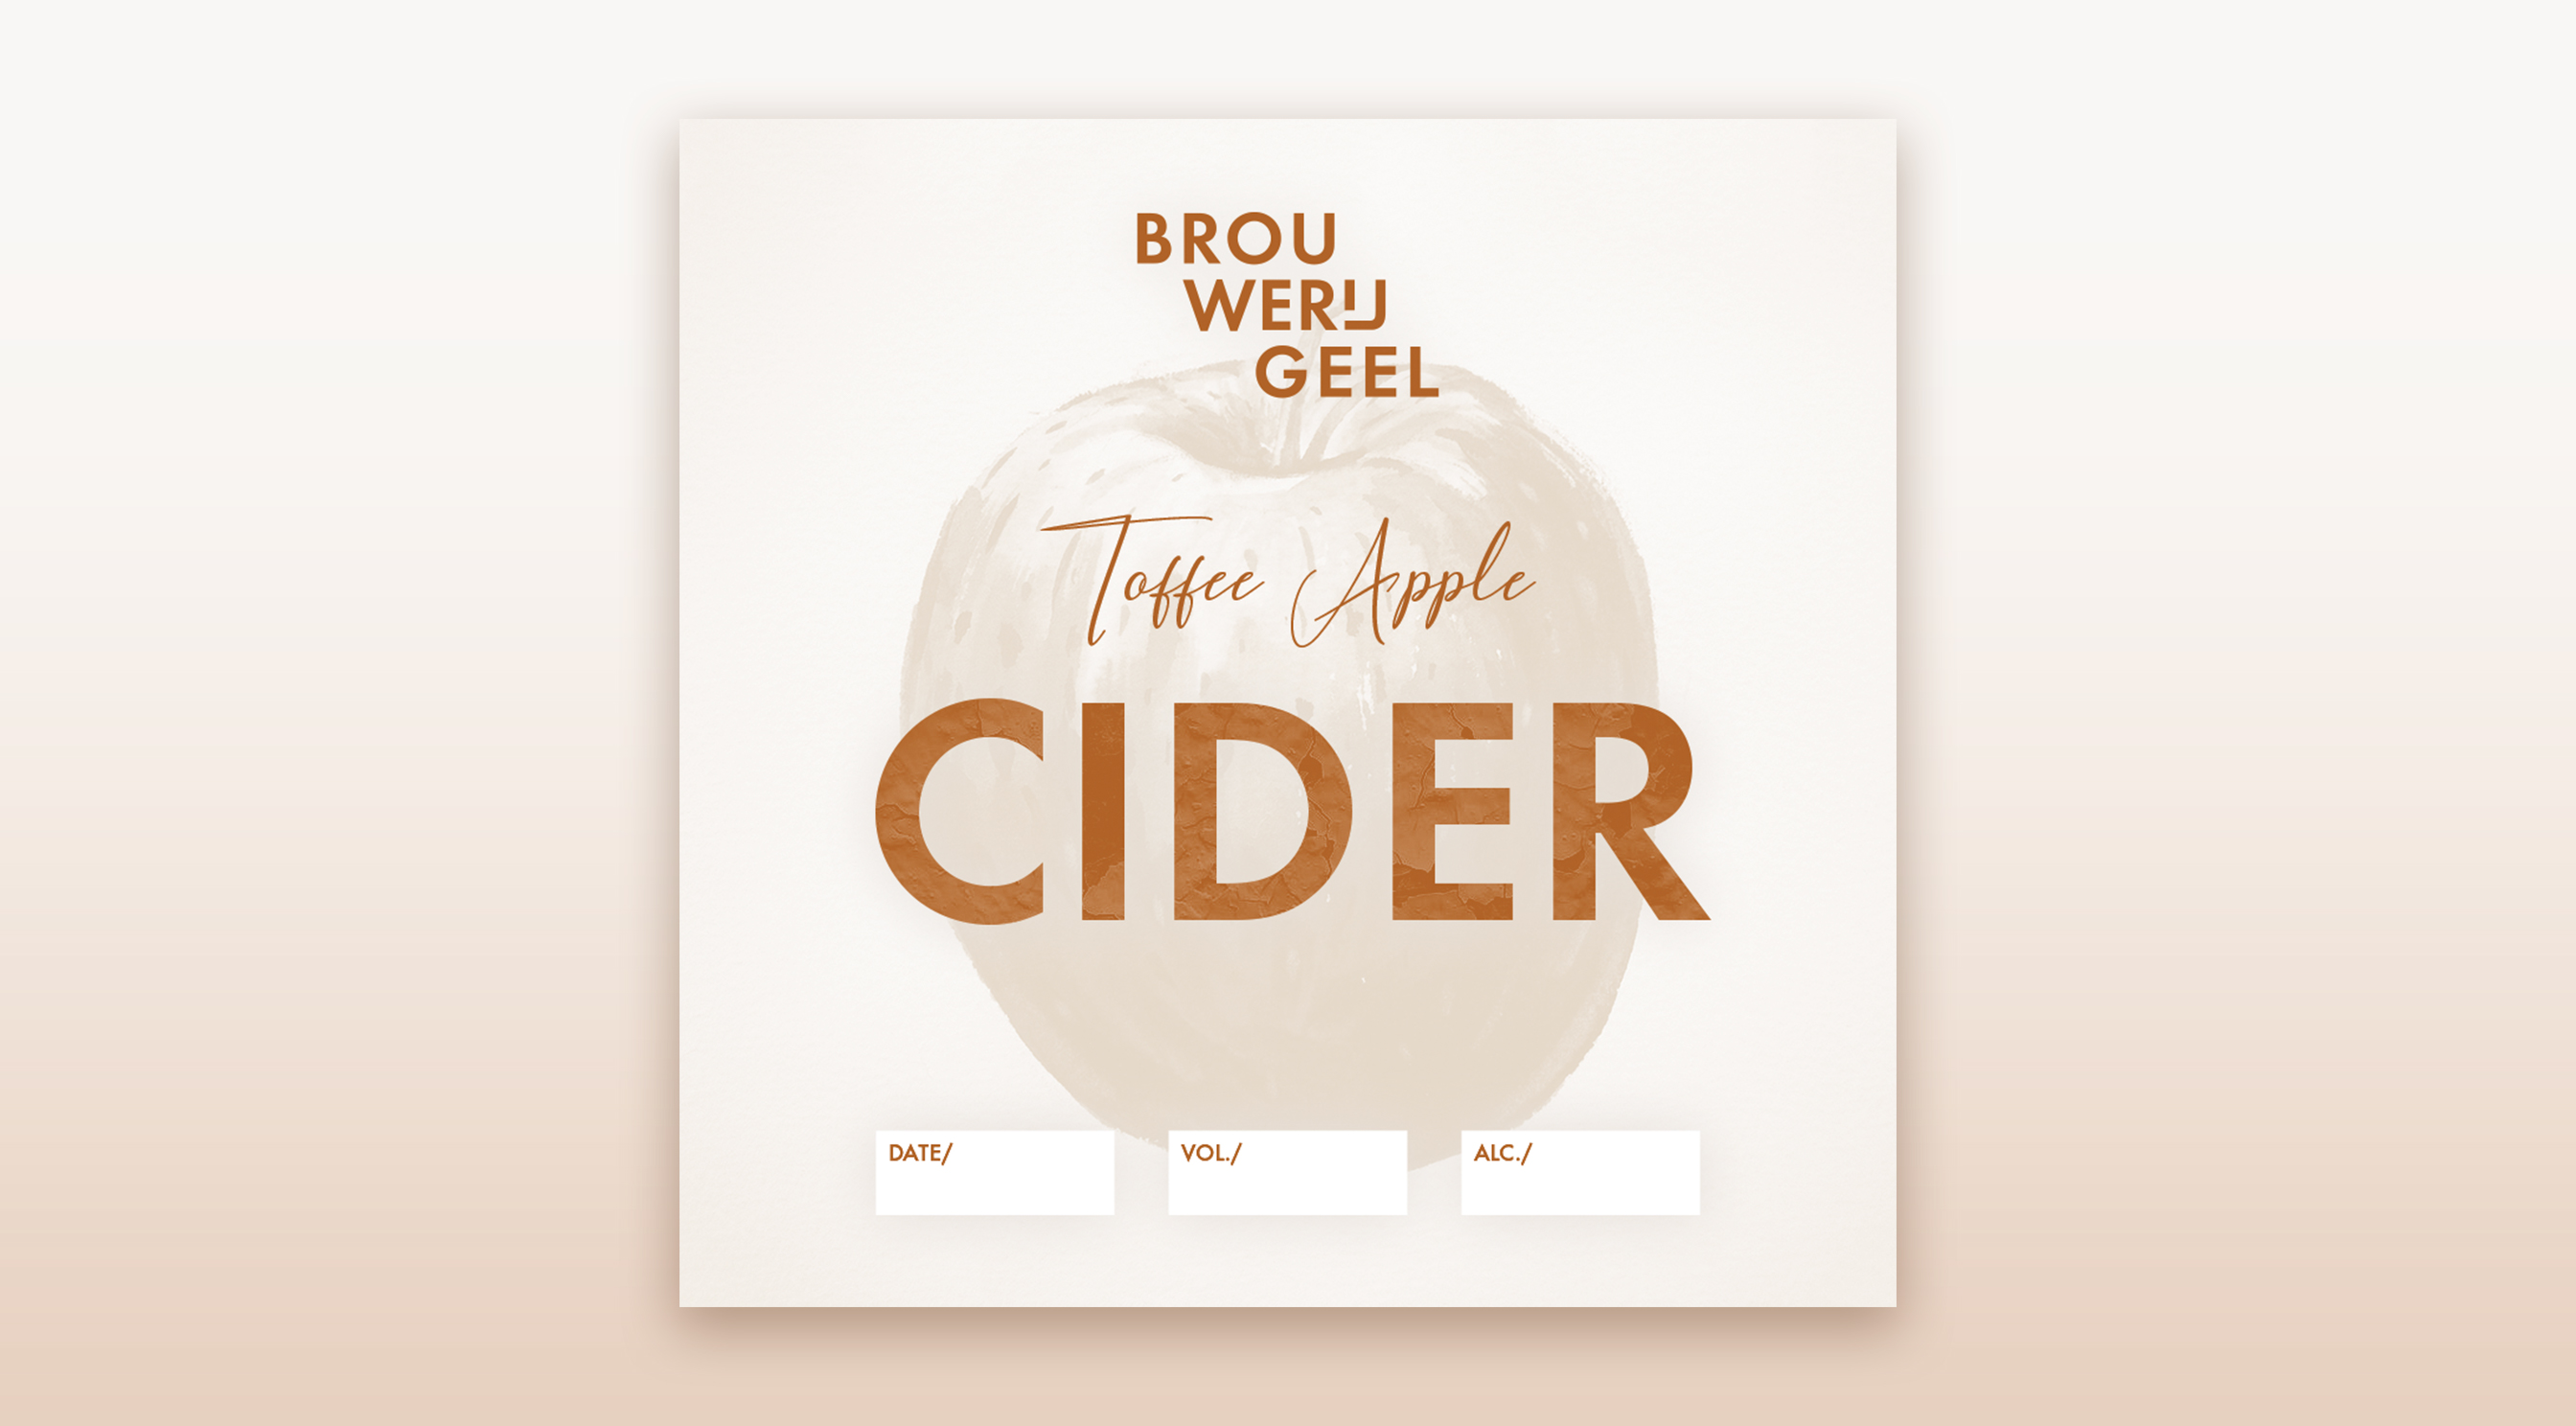 BROU
WERIJ
GEEL
Toffee Apple
CIDER
DATE/ VOL./ ALC./